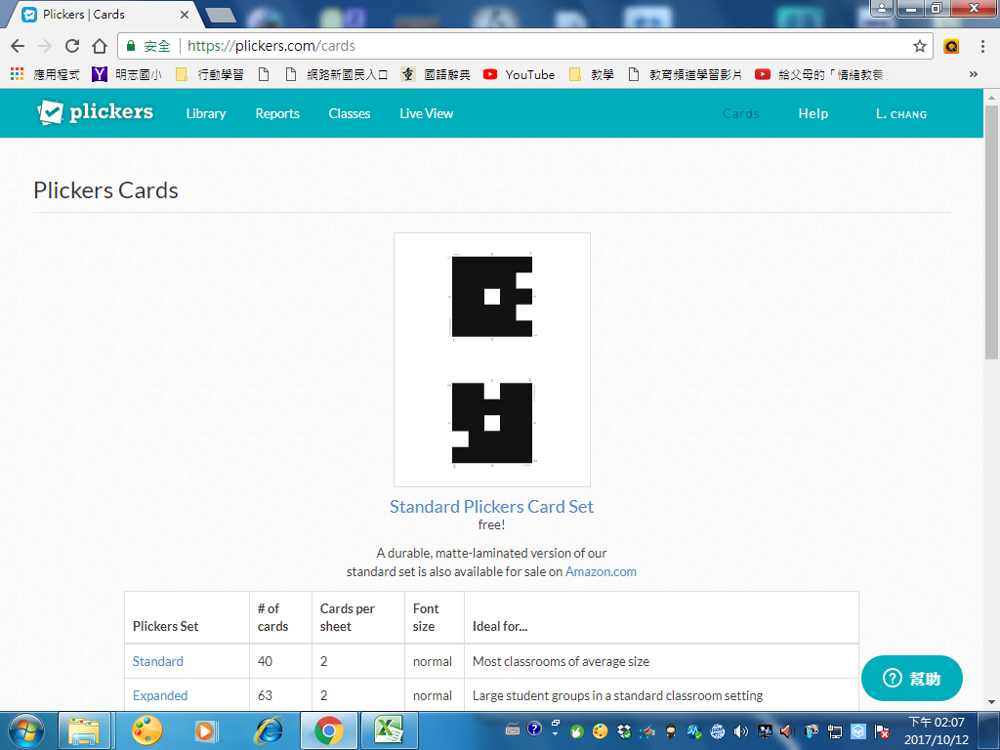 Plickers | Cards
安全 https://plickers.com/cards
應用程式 明志國小 行動學習 網路新國民入口 國語辭典 YouTube 教學 教育頻道學習影片 給父母的「情緒教養
plickers Library Reports Classes Live View Cards Help L. CHANG
Plickers Cards
Standard Plickers Card Set
free!
A durable, matte-laminated version of our
standard set is also available for sale on Amazon.com
Plickers Set # of cards Cards per sheet Font size Ideal for...
Standard 40 2 normal Most classrooms of average size
Expanded 63 2 normal Large student groups in a standard classroom setting
幫助
下午 02:07
2017/10/12